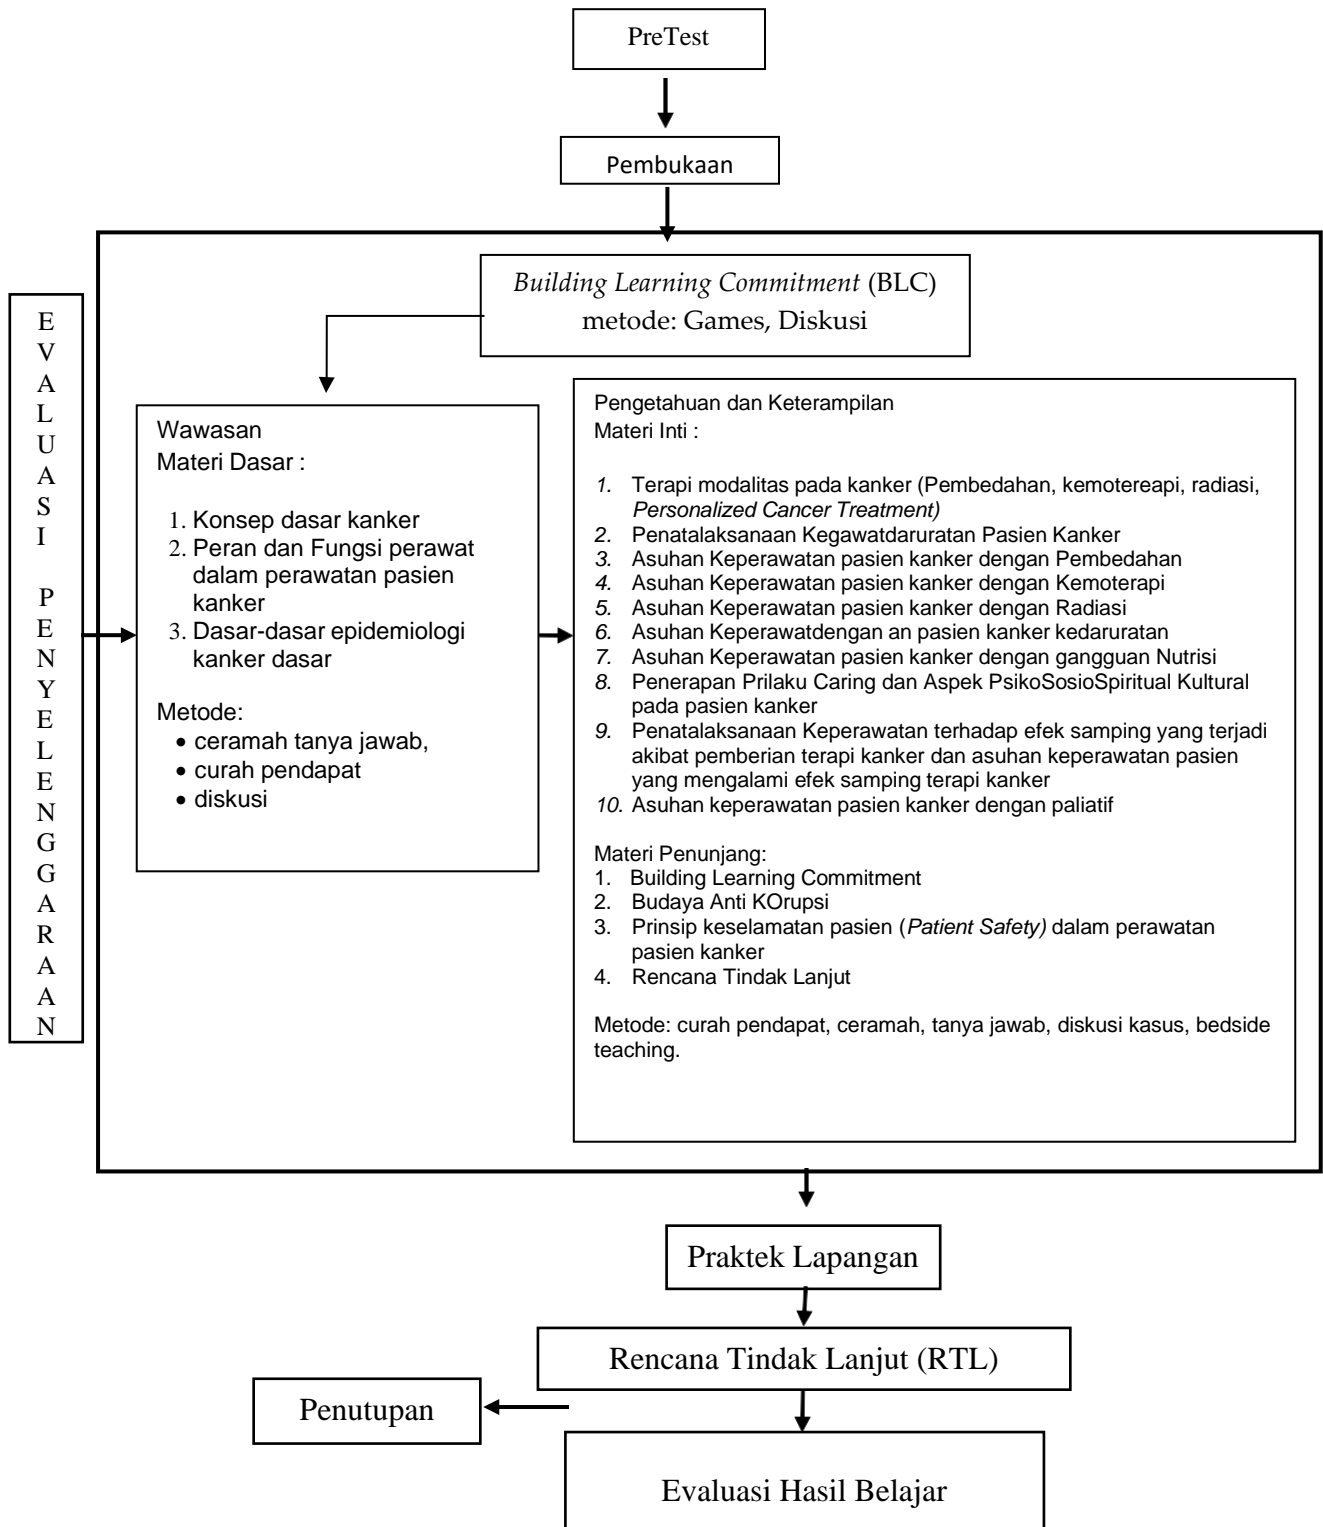 PreTest
Pembukaan
Building Learning Commitment (BLC)
metode: Games, Diskusi
E
V
A
L
U
A
S
I
P
E
N
Y
E
L
E
N
G
G
A
R
A
A
N
Wawasan
Materi Dasar :
1. Konsep dasar kanker
2. Peran dan Fungsi perawat
dalam perawatan pasien
kanker
3. Dasar-dasar epidemiologi
kanker dasar
Metode:
• ceramah tanya jawab,
• curah pendapat
• diskusi
Pengetahuan dan Keterampilan
Materi Inti :
1. Terapi modalitas pada kanker (Pembedahan, kemotereapi, radiasi,
Personalized Cancer Treatment)
2. Penatalaksanaan Kegawatdaruratan Pasien Kanker
3. Asuhan Keperawatan pasien kanker dengan Pembedahan
4. Asuhan Keperawatan pasien kanker dengan Kemoterapi
5. Asuhan Keperawatan pasien kanker dengan Radiasi
6. Asuhan Keperawatdengan an pasien kanker kedaruratan
7. Asuhan Keperawatan pasien kanker dengan gangguan Nutrisi
8. Penerapan Prilaku Caring dan Aspek PsikoSosioSpiritual Kultural
pada pasien kanker
9. Penatalaksanaan Keperawatan terhadap efek samping yang terjadi
akibat pemberian terapi kanker dan asuhan keperawatan pasien
yang mengalami efek samping terapi kanker
10. Asuhan keperawatan pasien kanker dengan paliatif
Materi Penunjang:
1. Building Learning Commitment
2. Budaya Anti KOrupsi
3. Prinsip keselamatan pasien (Patient Safety) dalam perawatan
pasien kanker
4. Rencana Tindak Lanjut
Metode: curah pendapat, ceramah, tanya jawab, diskusi kasus, bedside
teaching.
Praktek Lapangan
Rencana Tindak Lanjut (RTL)
Penutupan
Evaluasi Hasil Belajar